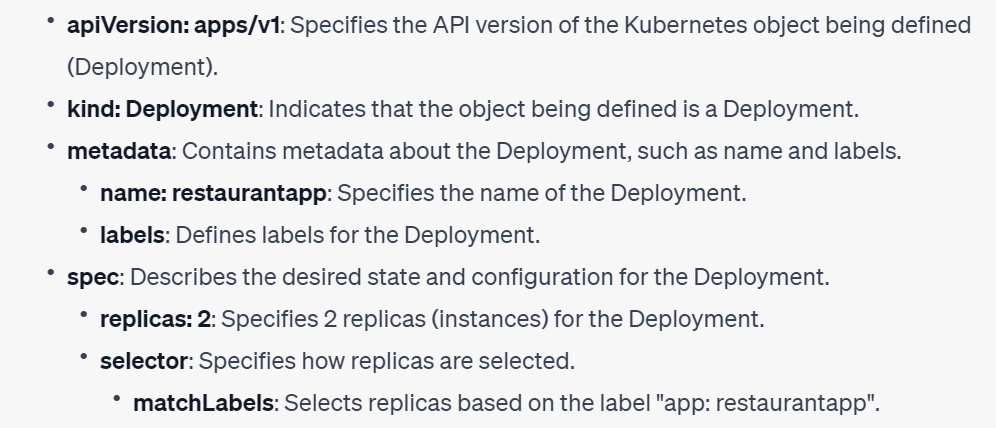 • apiVersion: apps/v1: Specifies the API version of the Kubernetes object being defined
(Deployment).
• kind: Deployment: Indicates that the object being defined is a Deployment.
• metadata: Contains metadata about the Deployment, such as name and labels.
• name: restaurantapp: Specifies the name of the Deployment.
• labels: Defines labels for the Deployment.
• spec: Describes the desired state and configuration for the Deployment.
• replicas: 2: Specifies 2 replicas (instances) for the Deployment.
• selector: Specifies how replicas are selected.
• matchLabels: Selects replicas based on the label "app: restaurantapp".